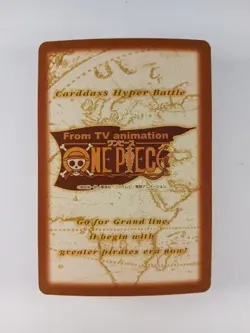 Carddass Hyper Battle
From TV animation
ワンピース
ONE PIECE
Go for Grand line,
it begin with
greater pirates era now!